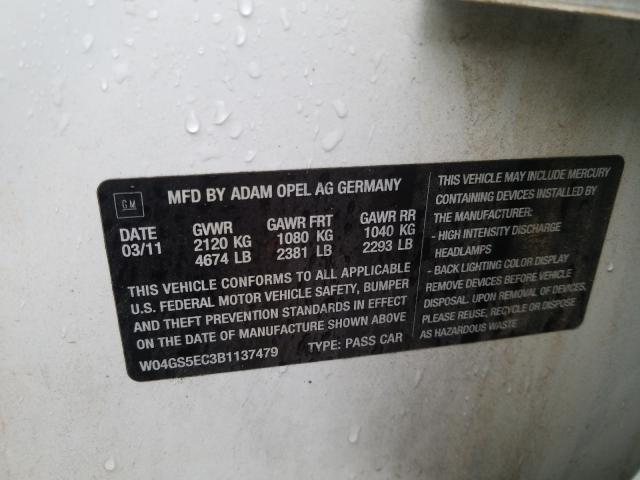 GM
MFD BY ADAM OPEL AG GERMANY
DATE GVWR GAWR FRT GAWR RR
03/11 2120 KG 1080 KG 1040 KG
4674 LB 2381 LB 2293 LB
THIS VEHICLE CONFORMS TO ALL APPLICABLE
U.S. FEDERAL MOTOR VEHICLE SAFETY, BUMPER
AND THEFT PREVENTION STANDARDS IN EFFECT
ON THE DATE OF MANUFACTURE SHOWN ABOVE
W04GS5EC3B1137479 TYPE: PASS CAR
THIS VEHICLE MAY INCLUDE MERCURY
CONTAINING DEVICES INSTALLED BY
THE MANUFACTURER:
- HIGH INTENSITY DISCHARGE
HEADLAMPS
- BACK LIGHTING COLOR DISPLAY
REMOVE DEVICES BEFORE VEHICLE
DISPOSAL. UPON REMOVAL OF DEVICES,
PLEASE REUSE, RECYCLE OR DISPOSE
AS HAZARDOUS WASTE